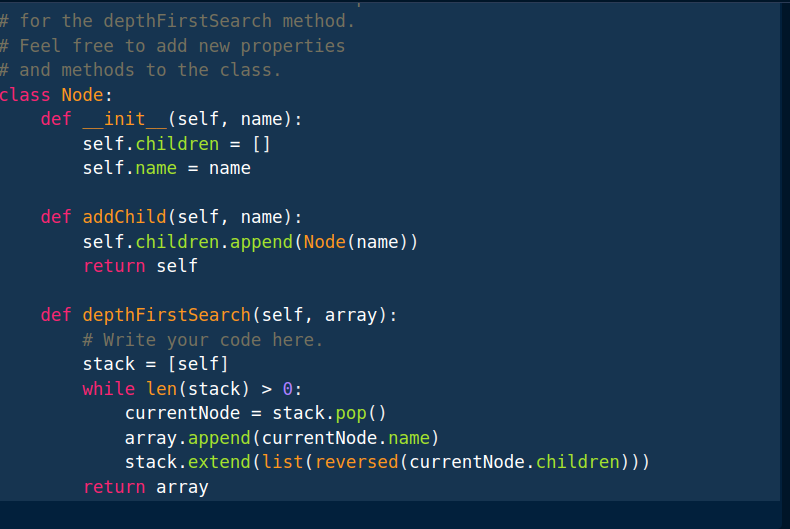 # for the depthFirstSearch method.
# Feel free to add new properties
# and methods to the class.
class Node:
    def __init__(self, name):
        self.children = []
        self.name = name

    def addChild(self, name):
        self.children.append(Node(name))
        return self

    def depthFirstSearch(self, array):
        # Write your code here.
        stack = [self]
        while len(stack) > 0:
            currentNode = stack.pop()
            array.append(currentNode.name)
            stack.extend(list(reversed(currentNode.children)))
        return array